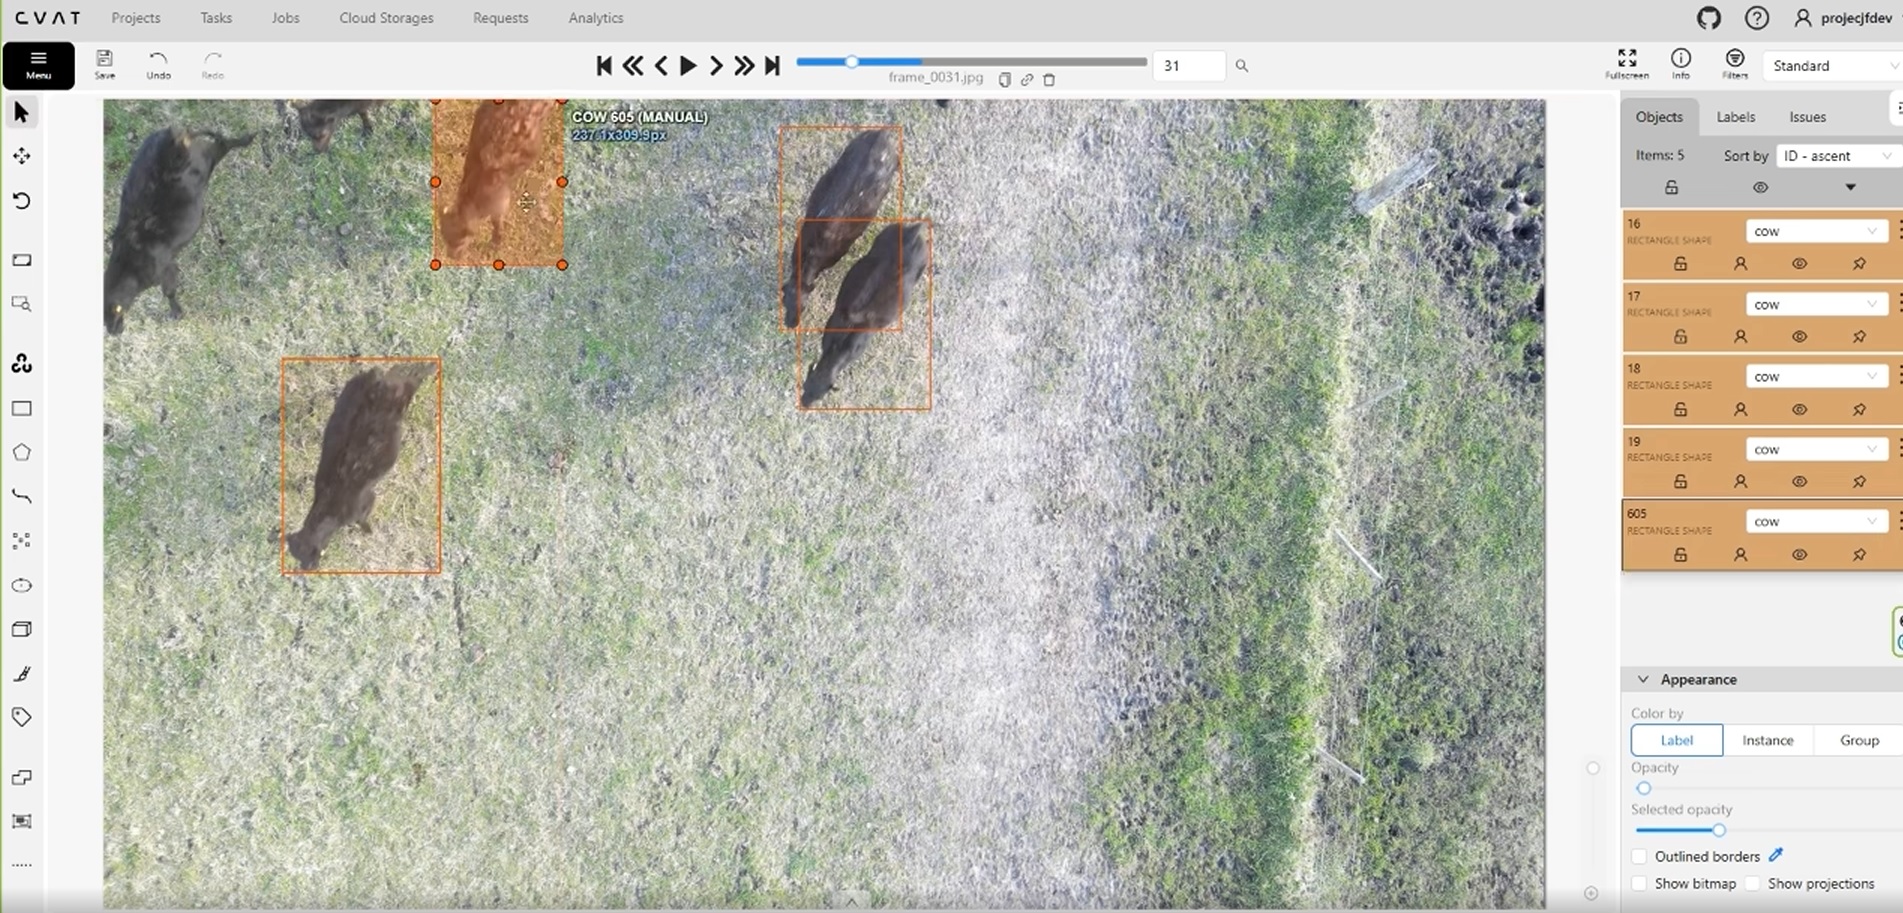 CVAT Projects Tasks Jobs Cloud Storages Requests Analytics projecjfdev
Menu Save Undo Redo 31 Fullscreen Info Filters Standard
frame_0031.jpg
COW 605 (MANUAL)
237.1x309.9px
Objects Labels Issues
Items: 5 Sort by ID - ascent
16 cow
RECTANGLE SHAPE
17 cow
RECTANGLE SHAPE
18 cow
RECTANGLE SHAPE
19 cow
RECTANGLE SHAPE
605 cow
RECTANGLE SHAPE
Appearance
Color by
Label Instance Group
Opacity
Selected opacity
Outlined borders
Show bitmap Show projections